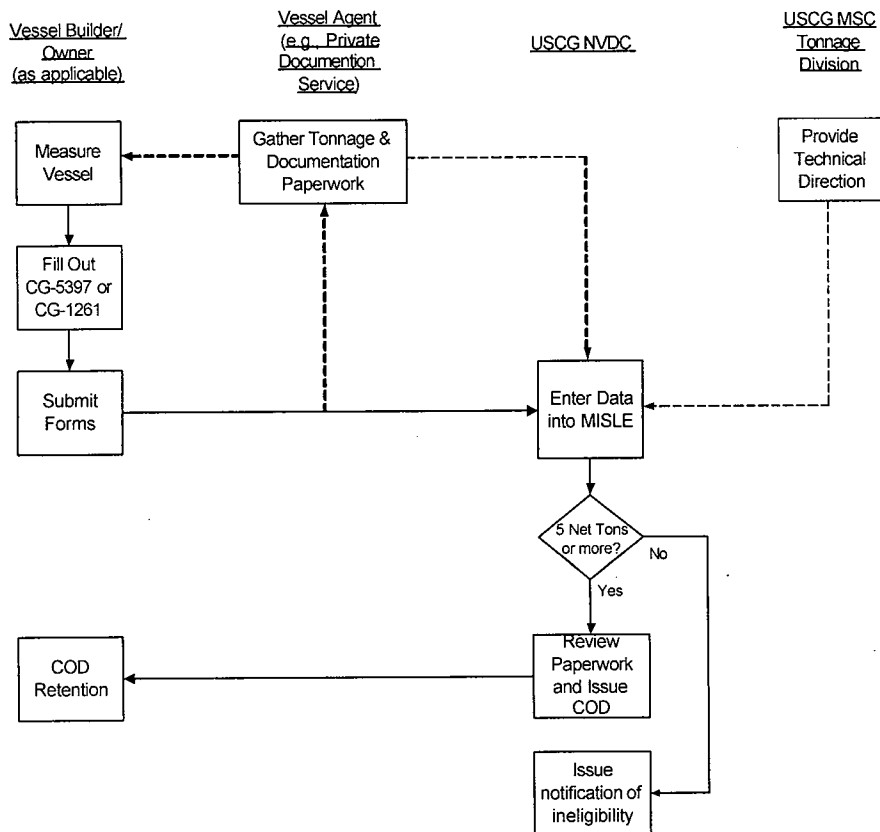 Vessel Builder/
Owner
(as applicable)
Vessel Agent
(e.g., Private
Documention
Service)
USCG NVDC
USCG MSC
Tonnage
Division
Measure
Vessel
Gather Tonnage &
Documentation
Paperwork
Provide
Technical
Direction
Fill Out
CG-5397 or
CG-1261
Submit
Forms
Enter Data
into MISLE
5 Net Tons
or more?
No
Yes
Review
Paperwork
and Issue
COD
COD
Retention
Issue
notification of
ineligibility